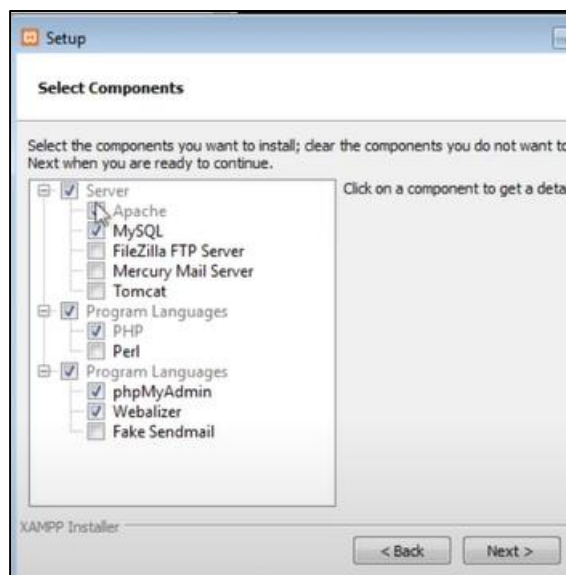 Setup
Select Components
Select the components you want to install; clear the components you do not want to
Next when you are ready to continue.
Server
Click on a component to get a deta
Apache
MySQL
FileZilla FTP Server
Mercury Mail Server
Tomcat
Program Languages
PHP
Perl
Program Languages
phpMyAdmin
Webalizer
Fake Sendmail
XAMPP Installer
< Back
Next >